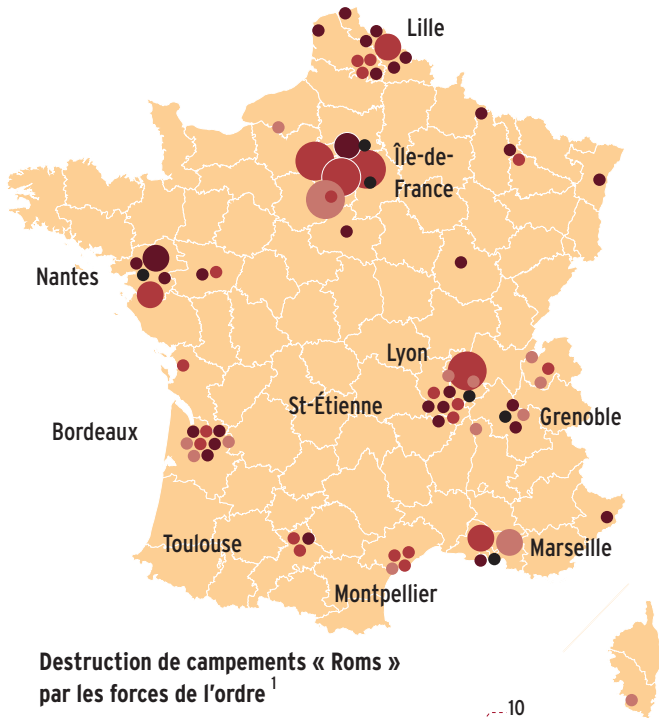 Lille
Île-de-
France
Nantes
Lyon
St-Étienne
Grenoble
Bordeaux
Toulouse
Marseille
Montpellier
Destruction de campements « Roms »
par les forces de l'ordre 1
10